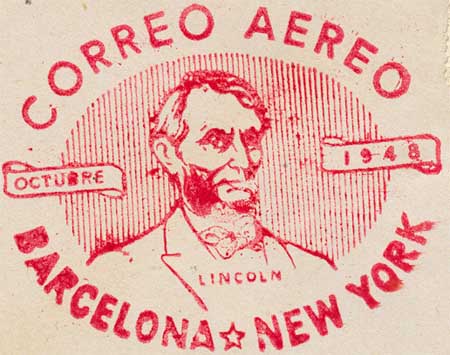 CORREO AEREO
OCTUBRE
1948
LINCOLN
BARCELONA ☆ NEW YORK